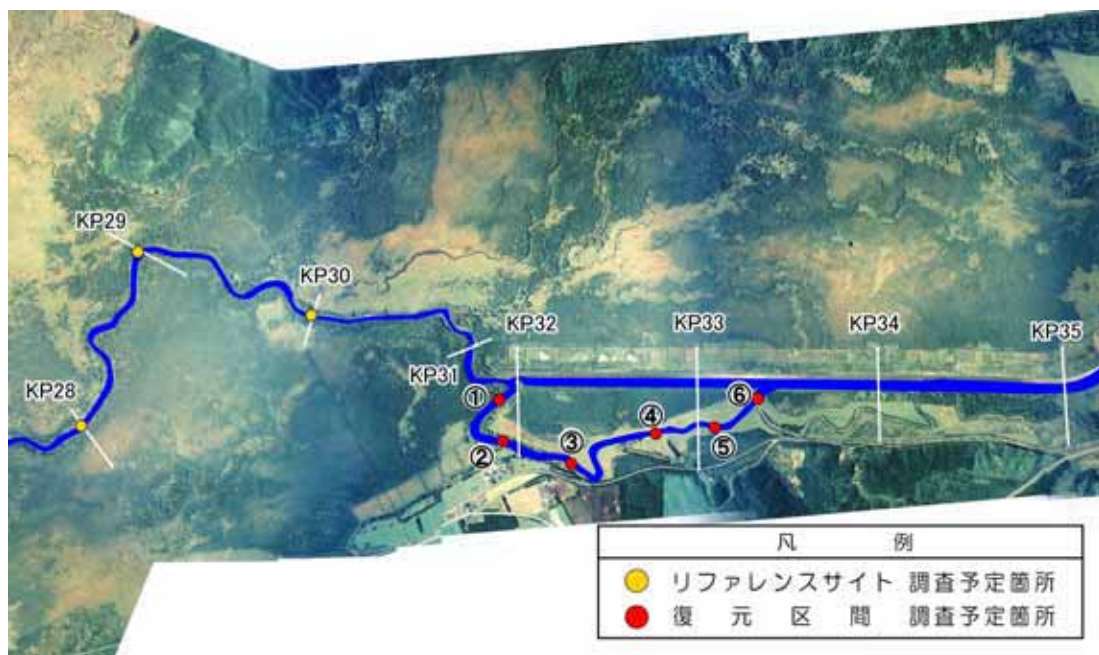 KP29
KP30
KP28
KP31
KP32
KP33
KP34
KP35
①
②
③
④
⑤
⑥
凡 例
リファレンスサイト 調査予定箇所
復 元 区 間 調査予定箇所